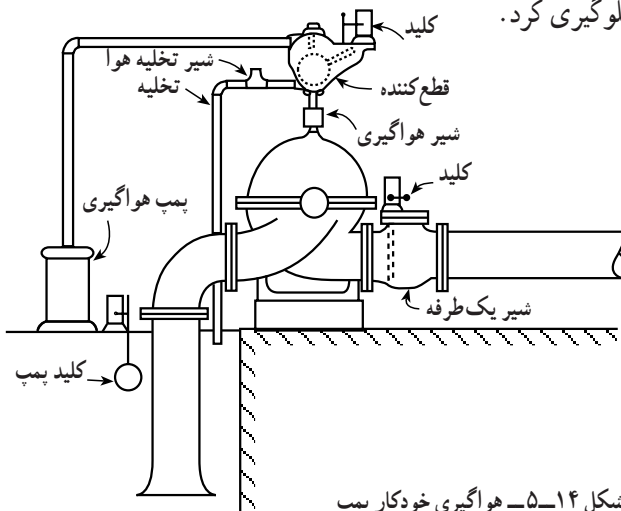 لوگیری کرد.
کلید
شیر تخلیه هوا
تخلیه
قطع‌کننده
شیر هواگیری
کلید
پمپ هواگیری
شیر یک‌طرفه
کلید پمپ
شکل ۱۴ــ۵ــ هواگیری خودکار پمپ